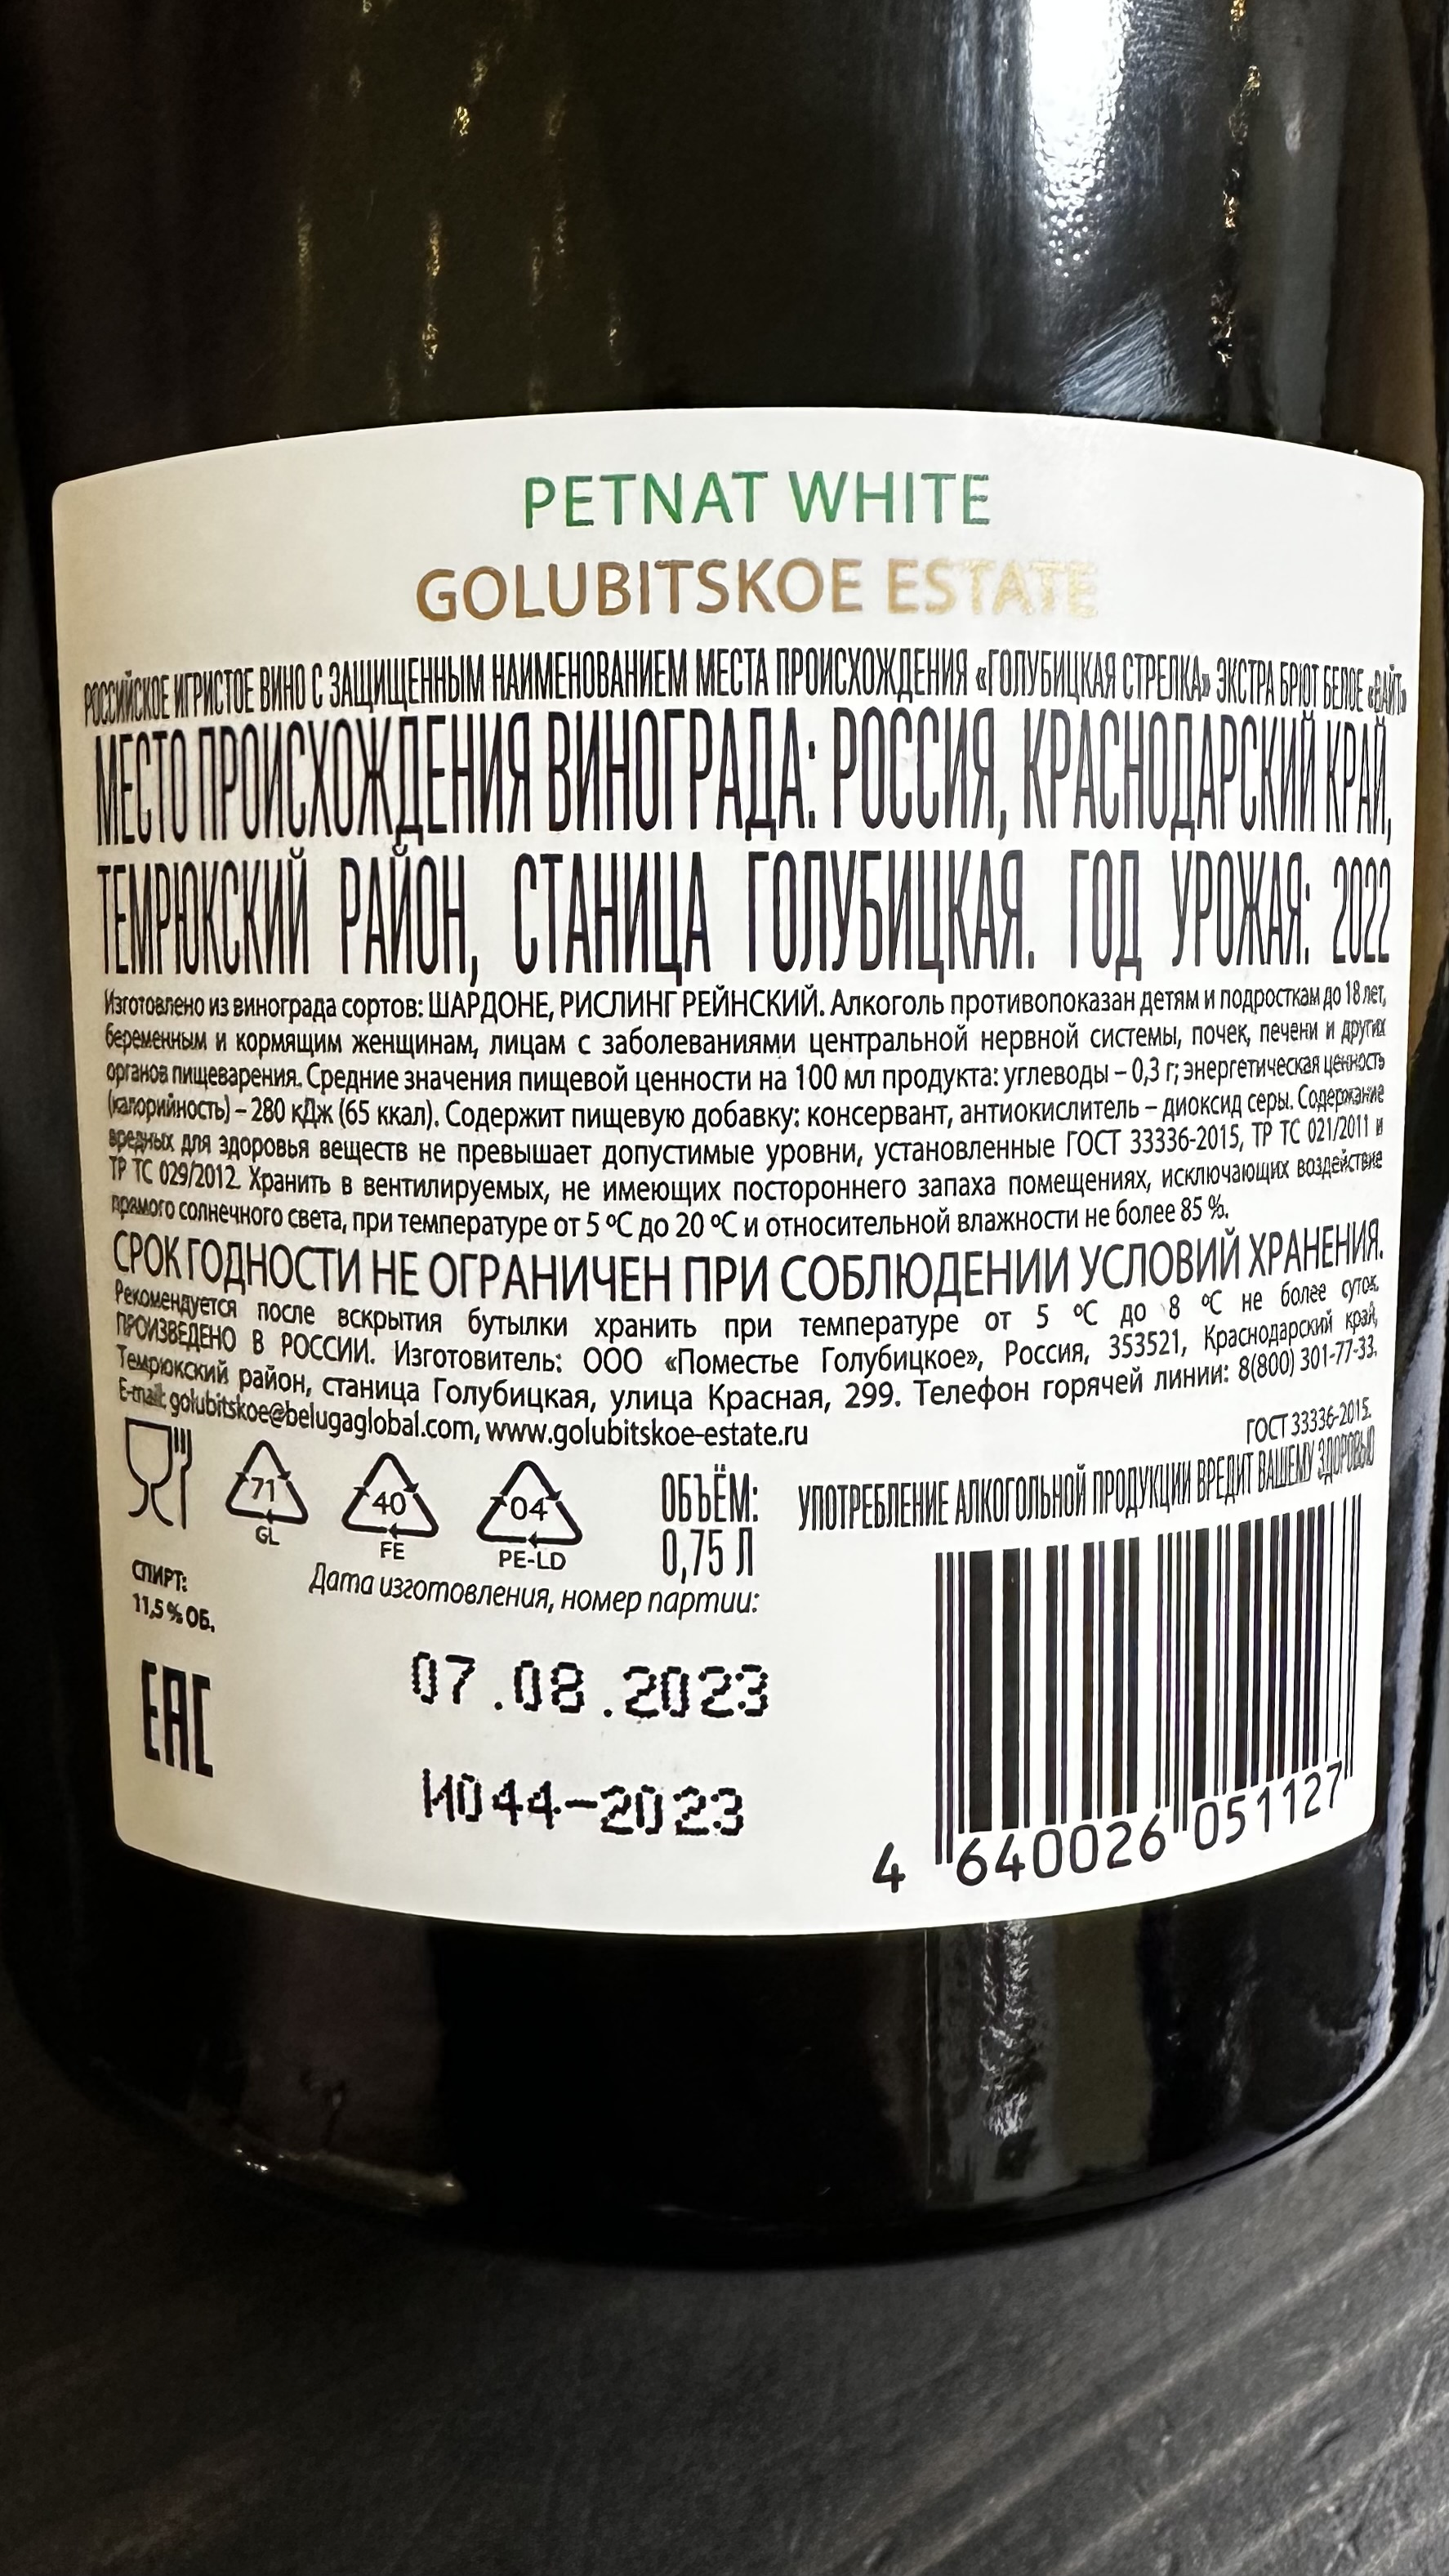 PETNAT WHITE
GOLUBITSKOE ESTATE
РОССИЙСКОЕ ИГРИСТОЕ ВИНО С ЗАЩИЩЕННЫМ НАИМЕНОВАНИЕМ МЕСТА ПРОИСХОЖДЕНИЯ «ГОЛУБИЦКАЯ СТРЕЛКА» ЭКСТРА БРЮТ БЕЛОЕ «ВАЙТ»
МЕСТО ПРОИСХОЖДЕНИЯ ВИНОГРАДА: РОССИЯ, КРАСНОДАРСКИЙ КРАЙ,
ТЕМРЮКСКИЙ РАЙОН, СТАНИЦА ГОЛУБИЦКАЯ. ГОД УРОЖАЯ: 2022
Изготовлено из винограда сортов: ШАРДОНЕ, РИСЛИНГ РЕЙНСКИЙ. Алкоголь противопоказан детям и подросткам до 18 лет,
беременным и кормящим женщинам, лицам с заболеваниями центральной нервной системы, почек, печени и других
органов пищеварения. Средние значения пищевой ценности на 100 мл продукта: углеводы – 0,3 г; энергетическая ценность
(калорийность) – 280 кДж (65 ккал). Содержит пищевую добавку: консервант, антиокислитель – диоксид серы. Содержание
вредных для здоровья веществ не превышает допустимые уровни, установленные ГОСТ 33336-2015, ТР ТС 021/2011 и
ТР ТС 029/2012. Хранить в вентилируемых, не имеющих постороннего запаха помещениях, исключающих воздействие
прямого солнечного света, при температуре от 5 ºС до 20 ºС и относительной влажности не более 85 %.
СРОК ГОДНОСТИ НЕ ОГРАНИЧЕН ПРИ СОБЛЮДЕНИИ УСЛОВИЙ ХРАНЕНИЯ.
Рекомендуется после вскрытия бутылки хранить при температуре от 5 ºС до 8 ºС не более суток.
ПРОИЗВЕДЕНО В РОССИИ. Изготовитель: ООО «Поместье Голубицкое», Россия, 353521, Краснодарский край,
Темрюкский район, станица Голубицкая, улица Красная, 299. Телефон горячей линии: 8(800) 301-77-33.
E-mail: golubitskoe@belugaglobal.com, www.golubitskoe-estate.ru
ГОСТ 33336-2015.
УПОТРЕБЛЕНИЕ АЛКОГОЛЬНОЙ ПРОДУКЦИИ ВРЕДИТ ВАШЕМУ ЗДОРОВЬЮ
71
GL
40
FE
04
PE-LD
ОБЪЁМ:
0,75 Л
СПИРТ:
11,5 % ОБ.
Дата изготовления, номер партии:
07.08.2023
И044-2023
EAC
4 640026 051127